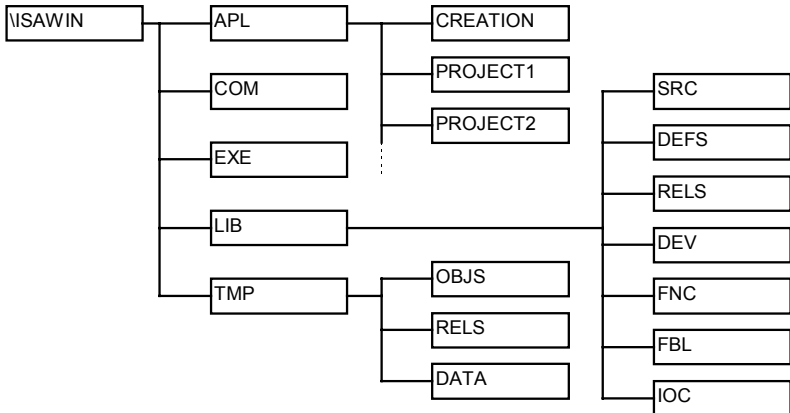 \ISAWIN
APL
CREATION
PROJECT1
PROJECT2
COM
EXE
LIB
TMP
OBJS
RELS
DATA
SRC
DEFS
RELS
DEV
FNC
FBL
IOC